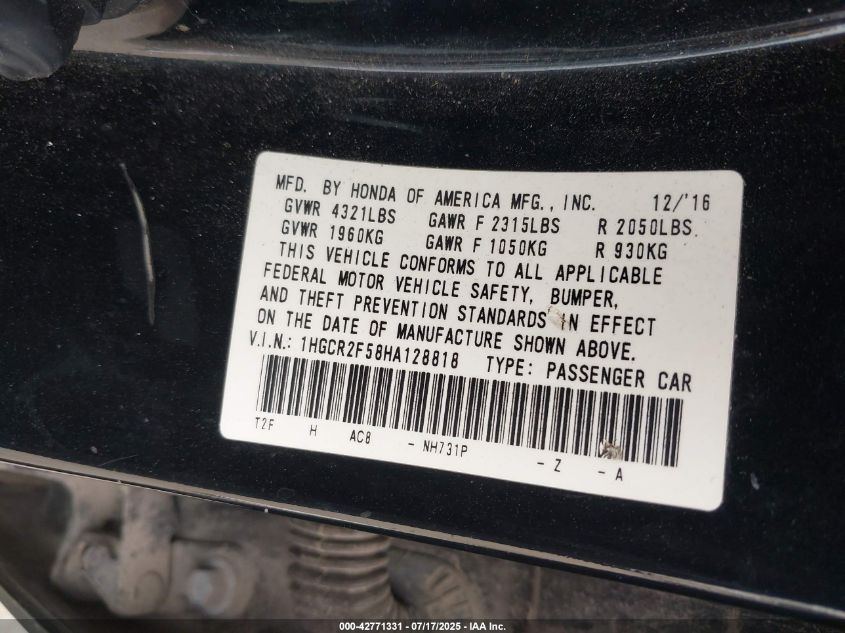 MFD. BY HONDA OF AMERICA MFG., INC. 12/'16
GVWR 4321LBS GAWR F 2315LBS R 2050LBS.
GVWR 1960KG GAWR F 1050KG R 930KG
THIS VEHICLE CONFORMS TO ALL APPLICABLE
FEDERAL MOTOR VEHICLE SAFETY, BUMPER,
AND THEFT PREVENTION STANDARDS IN EFFECT
ON THE DATE OF MANUFACTURE SHOWN ABOVE.
V.I.N.: 1HGCR2F58HA128818 TYPE: PASSENGER CAR
T2F H AC8 - NH731P - Z - A
000-42771331 - 07/17/2025 - IAA Inc.